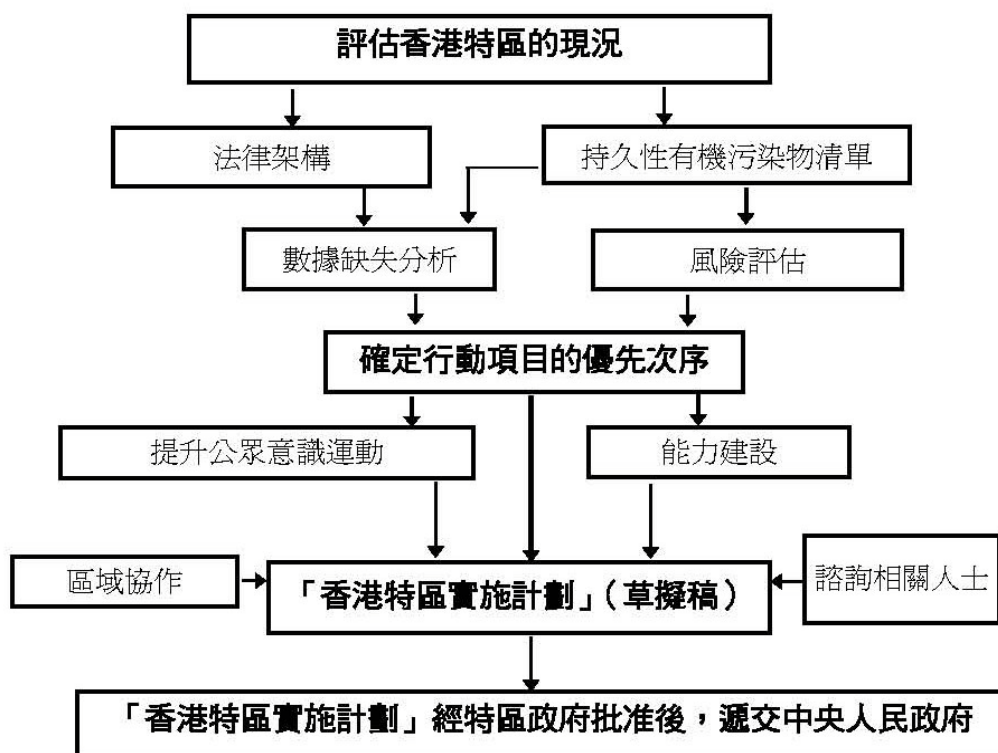 評估香港特區的現況
法律架構
持久性有機污染物清單
數據缺失分析
風險評估
確定行動項目的優先次序
提升公眾意識運動
能力建設
區域協作
「香港特區實施計劃」（草擬稿）
諮詢相關人士
「香港特區實施計劃」經特區政府批准後，遞交中央人民政府